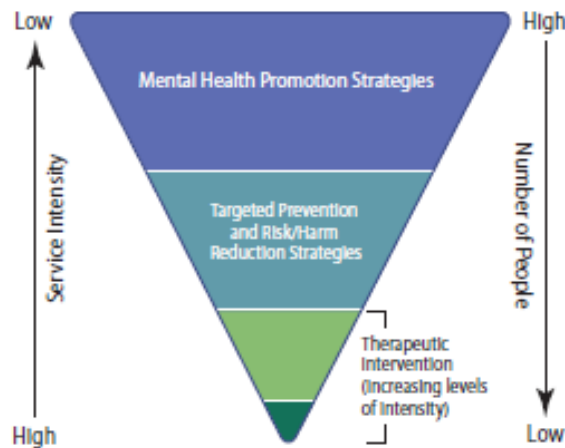 Low
High
Mental Health Promotion Strategies
Service Intensity
Number of People
Targeted Prevention
and Risk/Harm
Reduction Strategies
Therapeutic
Intervention
(Increasing levels
of Intensity)
High
Low